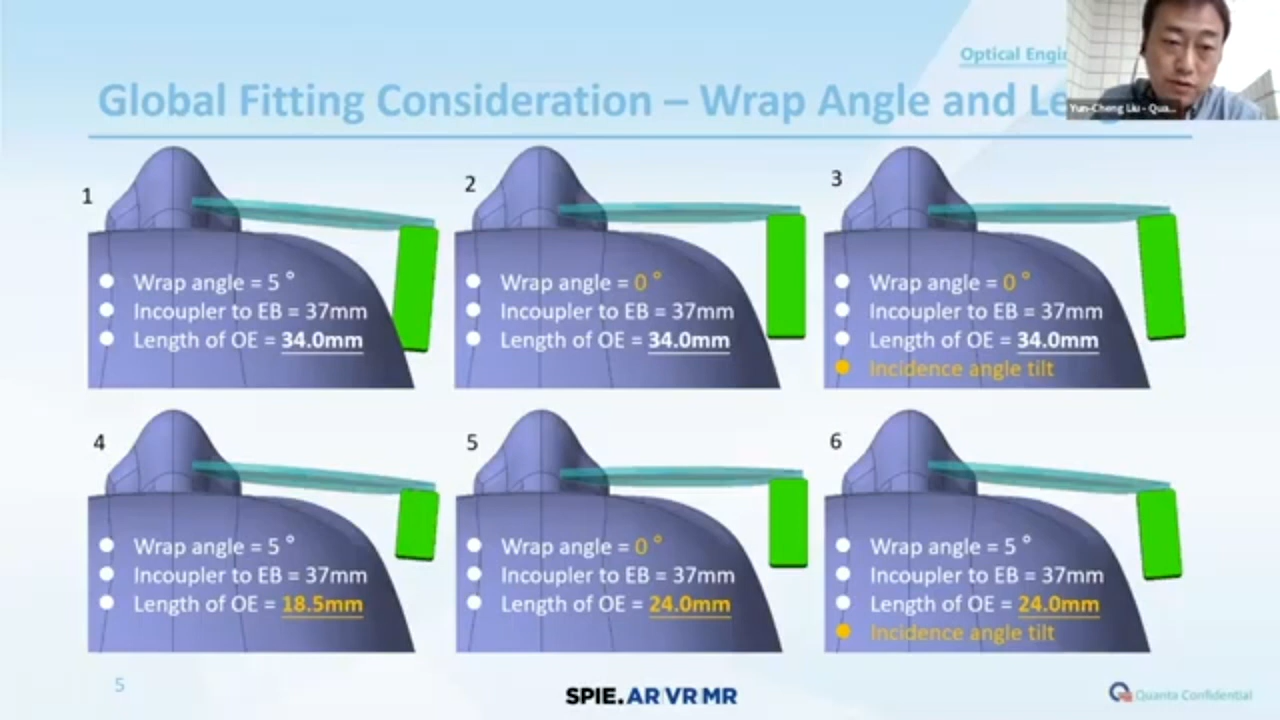 Optical Engi
Global Fitting Consideration – Wrap Angle and Le
Yun-Cheng Liu - Qua...
1
Wrap angle = 5 °
Incoupler to EB = 37mm
Length of OE = 34.0mm
2
Wrap angle = 0 °
Incoupler to EB = 37mm
Length of OE = 34.0mm
3
Wrap angle = 0 °
Incoupler to EB = 37mm
Length of OE = 34.0mm
Incidence angle tilt
4
Wrap angle = 5 °
Incoupler to EB = 37mm
Length of OE = 18.5mm
5
Wrap angle = 0 °
Incoupler to EB = 37mm
Length of OE = 24.0mm
6
Wrap angle = 5 °
Incoupler to EB = 37mm
Length of OE = 24.0mm
Incidence angle tilt
5
SPIE. AR VR MR
Quanta Confidential